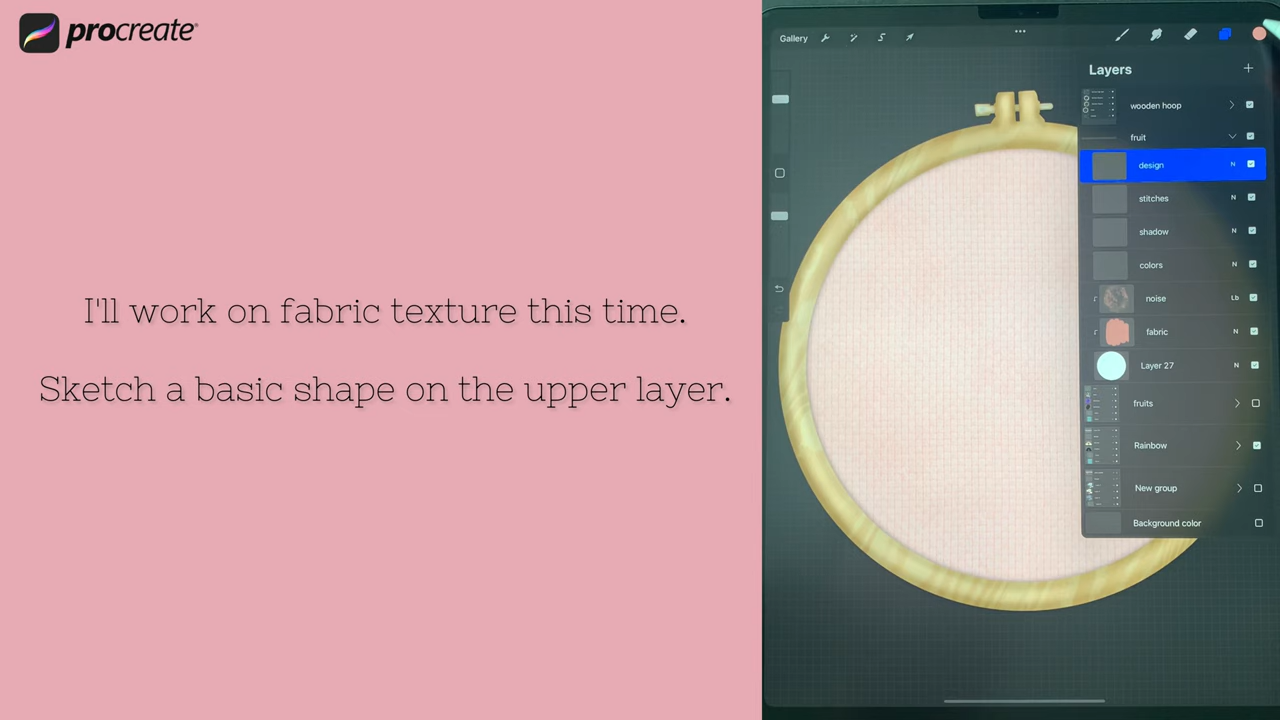 procreate
I'll work on fabric texture this time.
Sketch a basic shape on the upper layer.
Gallery
Layers
wooden hoop
fruit
design N
stitches N
shadow N
colors N
noise Lb
fabric N
Layer 27 N
fruits
Rainbow
New group
Background color